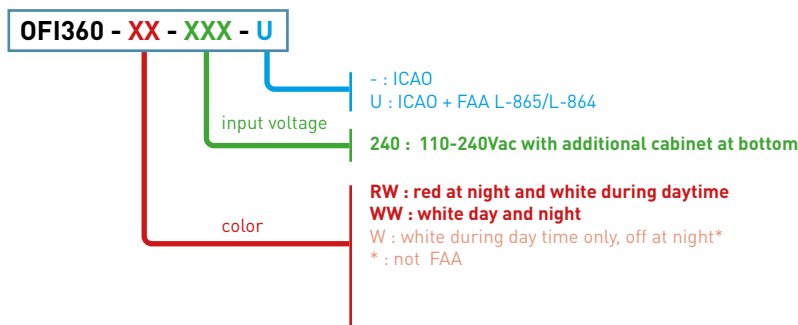 OFI360 - XX - XXX - U
- : ICAO
U : ICAO + FAA L-865/L-864
input voltage
240 : 110-240Vac with additional cabinet at bottom
RW : red at night and white during daytime
WW : white day and night
color
W : white during day time only, off at night*
* : not FAA